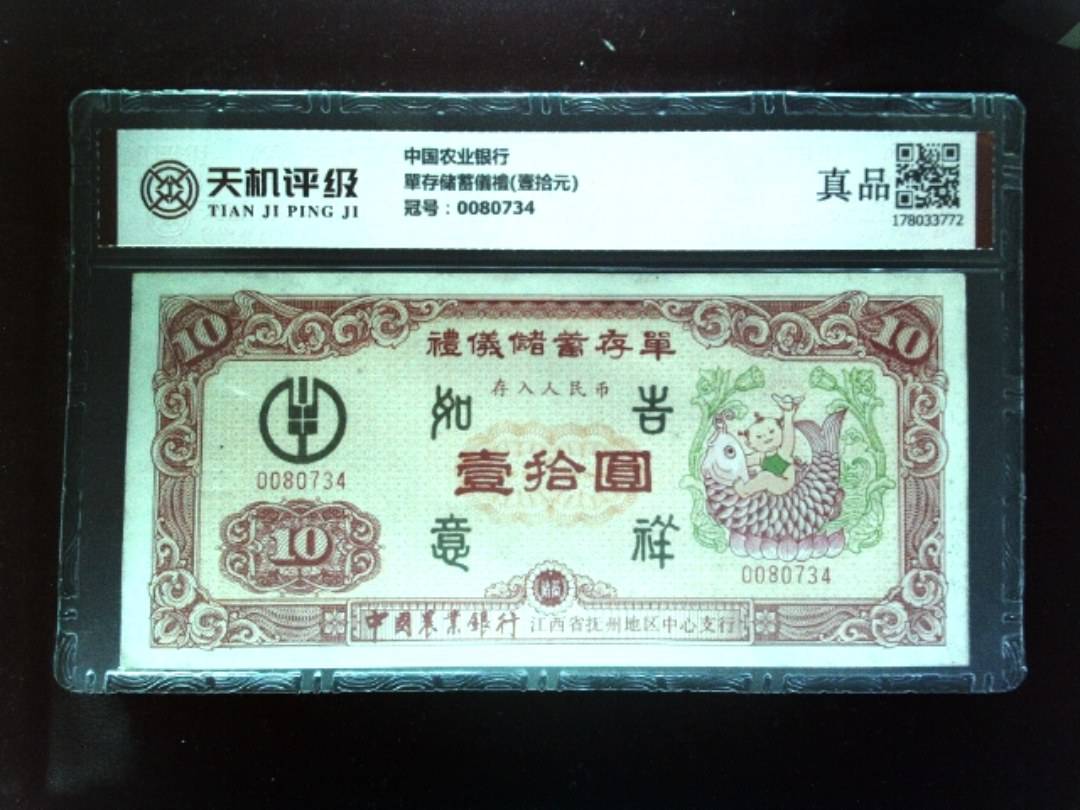 天机评级
TIAN JI PING JI
中国农业银行
單存储蓄儀禮(壹拾元)
冠号：0080734
真品
178033772
10
10
禮儀儲蓄存單
存入人民币
如 吉
0080734
壹拾圓
10
意 祥
0080734
中國農業銀行 江西省抚州地区中心支行